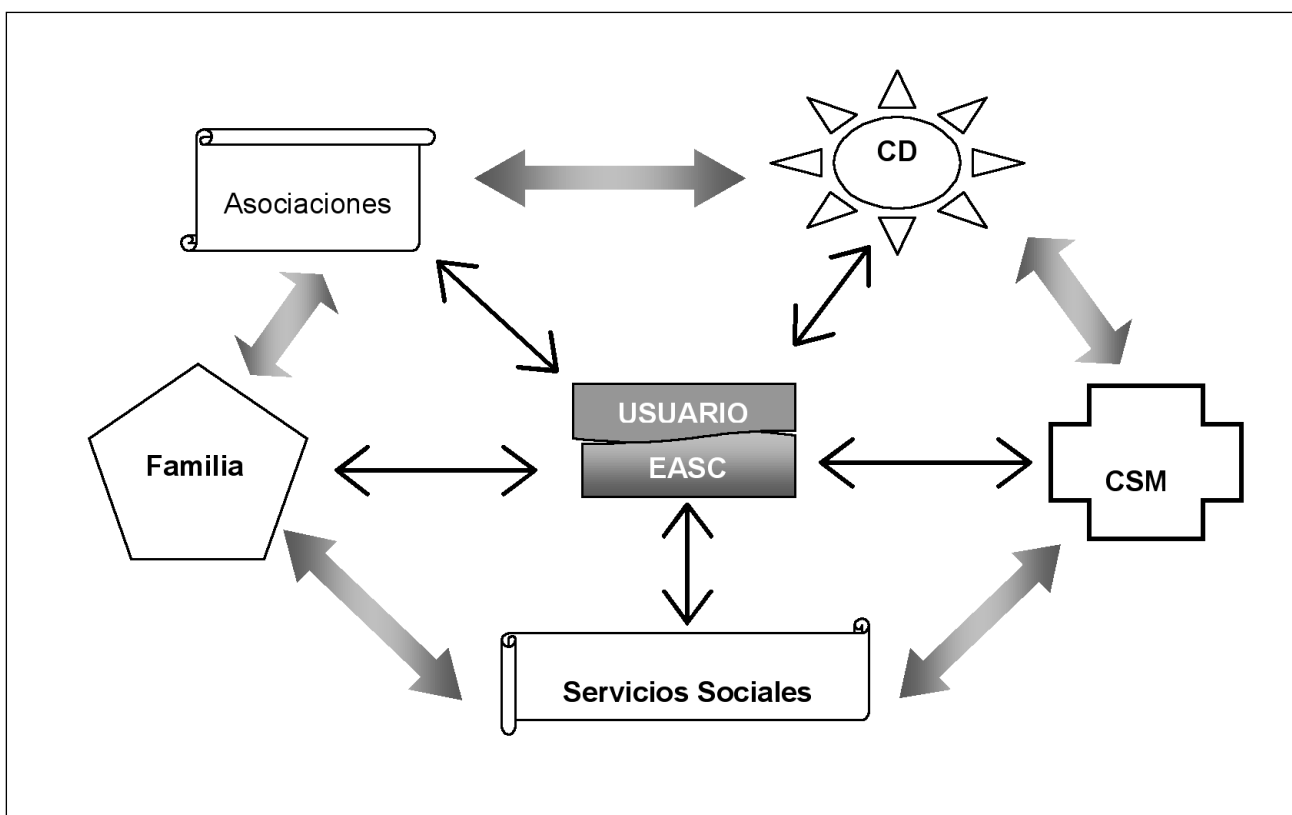 CD
Asociaciones
USUARIO
EASC
Familia
CSM
Servicios Sociales